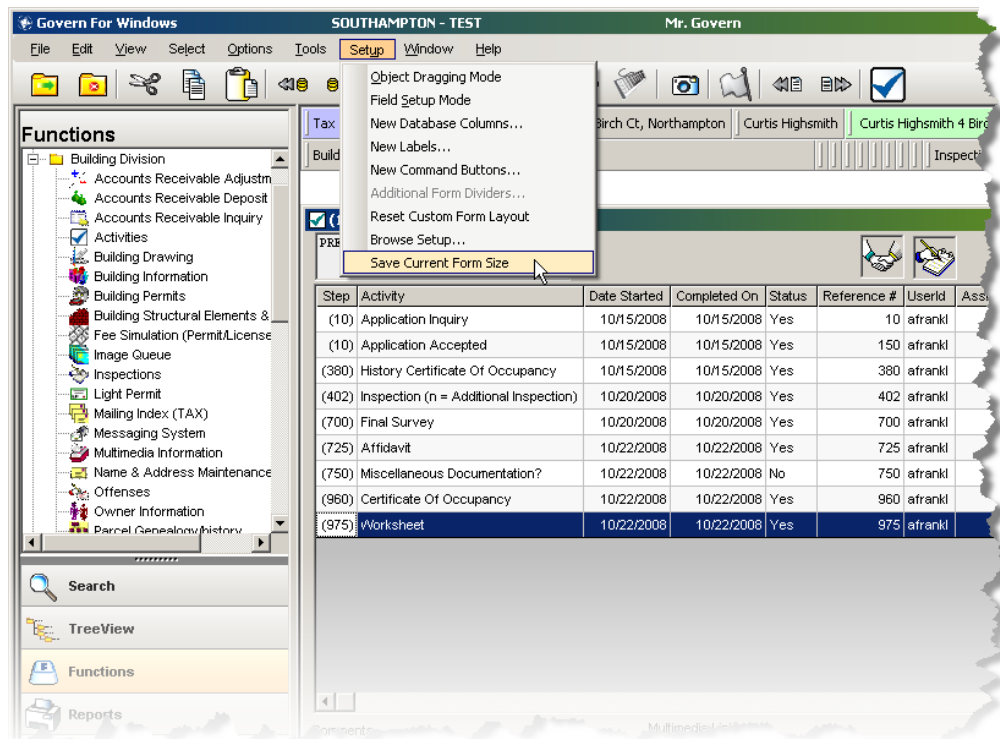 Govern For Windows SOUTHAMPTON - TEST Mr. Govern
File Edit View Select Options Tools Setup Window Help
Object Dragging Mode
Field Setup Mode
New Database Columns...
New Labels...
New Command Buttons...
Additional Form Dividers...
Reset Custom Form Layout
Browse Setup...
Save Current Form Size
Tax Birch Ct, Northampton Curtis Highsmith Curtis Highsmith 4 Bird
Build Inspecti
Functions
Building Division
Accounts Receivable Adjustm
Accounts Receivable Deposit
Accounts Receivable Inquiry
Activities
Building Drawing
Building Information
Building Permits
Building Structural Elements &
Fee Simulation (Permit/License
Image Queue
Inspections
Light Permit
Mailing Index (TAX)
Messaging System
Multimedia Information
Name & Address Maintenance
Offenses
Owner Information
Parcel Genealogy/history
Search
TreeView
Functions
Reports
(1
PRE
Step Activity Date Started Completed On Status Reference # UserId Assi
(10) Application Inquiry 10/15/2008 10/15/2008 Yes 10 afrankl
(10) Application Accepted 10/15/2008 10/15/2008 Yes 150 afrankl
(380) History Certificate Of Occupancy 10/15/2008 10/15/2008 Yes 380 afrankl
(402) Inspection (n = Additional Inspection) 10/20/2008 10/20/2008 Yes 402 afrankl
(700) Final Survey 10/20/2008 10/20/2008 Yes 700 afrankl
(725) Affidavit 10/22/2008 10/22/2008 Yes 725 afrankl
(750) Miscellaneous Documentation? 10/22/2008 10/22/2008 No 750 afrankl
(960) Certificate Of Occupancy 10/22/2008 10/22/2008 Yes 960 afrankl
(975) Worksheet 10/22/2008 10/22/2008 Yes 975 afrankl
Comments